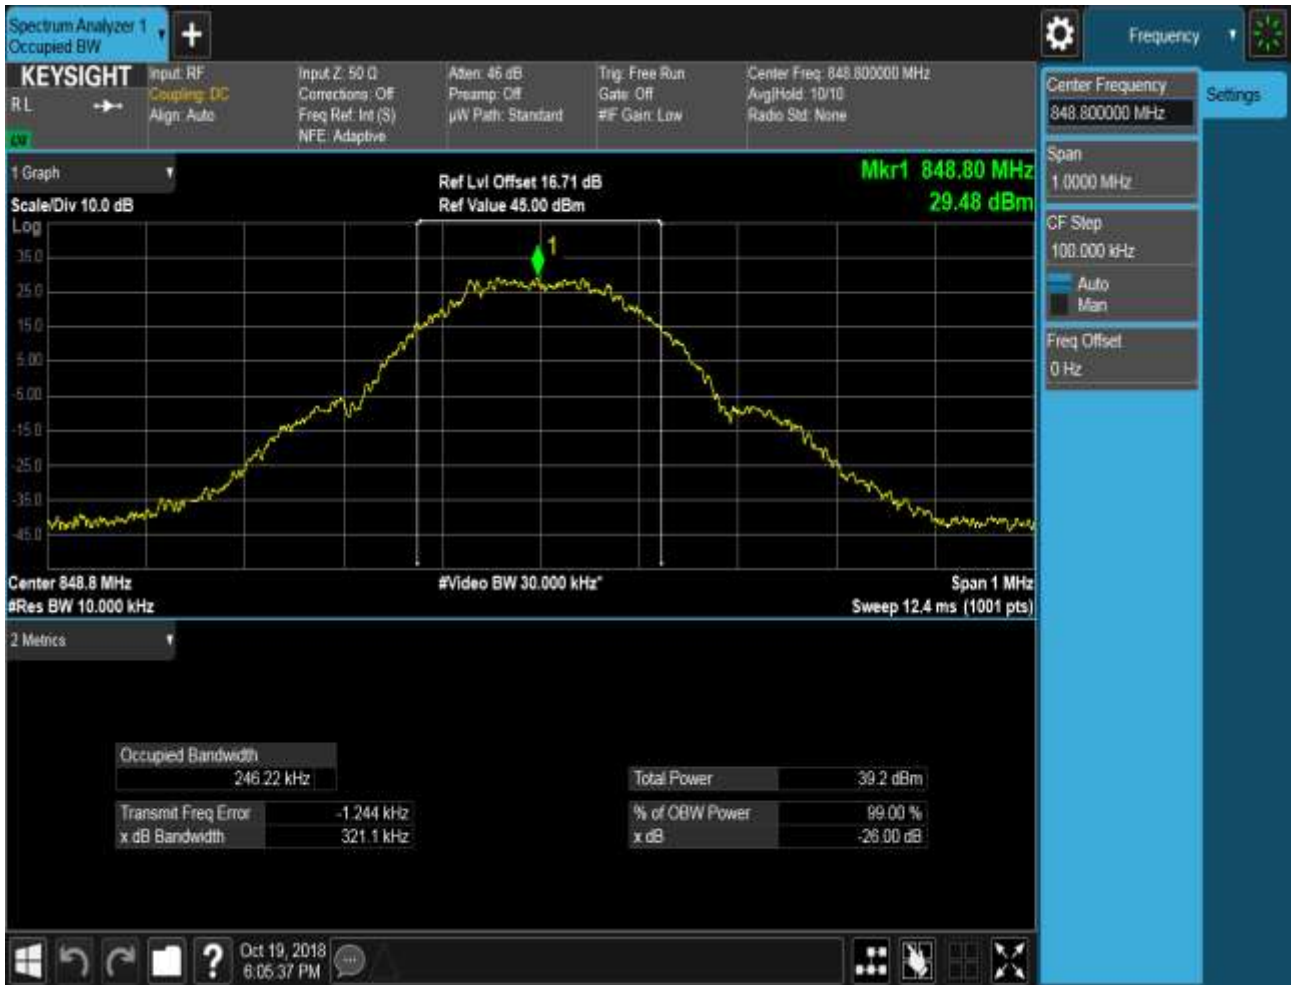 Spectrum Analyzer 1
Occupied BW
Frequency
KEYSIGHT
R L
Input: RF
Coupling: DC
Align: Auto
Input Z: 50 Ω
Corrections: Off
Freq Ref: Int (S)
NFE: Adaptive
Atten: 46 dB
Preamp: Off
µW Path: Standard
Trig: Free Run
Gate: Off
#IF Gain: Low
Center Freq: 848.800000 MHz
Avg|Hold: 10/10
Radio Std: None
Center Frequency
848.800000 MHz
Settings
Span
1.0000 MHz
CF Step
100.000 kHz
Auto
Man
Freq Offset
0 Hz
1 Graph
Scale/Div 10.0 dB
Ref Lvl Offset 16.71 dB
Ref Value 45.00 dBm
Mkr1 848.80 MHz
29.48 dBm
Log
35.0
25.0
15.0
5.00
-5.00
-15.0
-25.0
-35.0
-45.0
1
Center 848.8 MHz
#Res BW 10.000 kHz
#Video BW 30.000 kHz*
Span 1 MHz
Sweep 12.4 ms (1001 pts)
2 Metrics
Occupied Bandwidth
246.22 kHz
Transmit Freq Error -1.244 kHz
x dB Bandwidth 321.1 kHz
Total Power 39.2 dBm
% of OBW Power 99.00 %
x dB -26.00 dB
Oct 19, 2018
6:05:37 PM